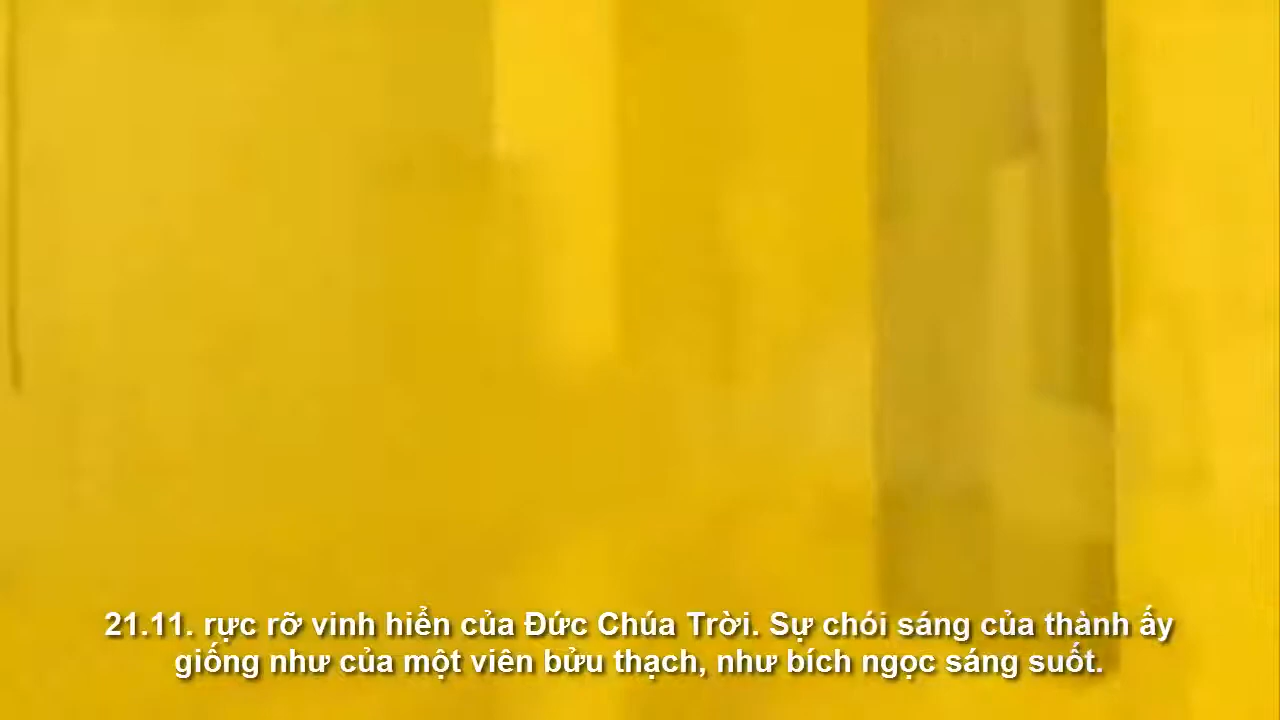 21.11. rực rỡ vinh hiển của Đức Chúa Trời. Sự chói sáng của thành ấy
giống như của một viên bửu thạch, như bích ngọc sáng suốt.